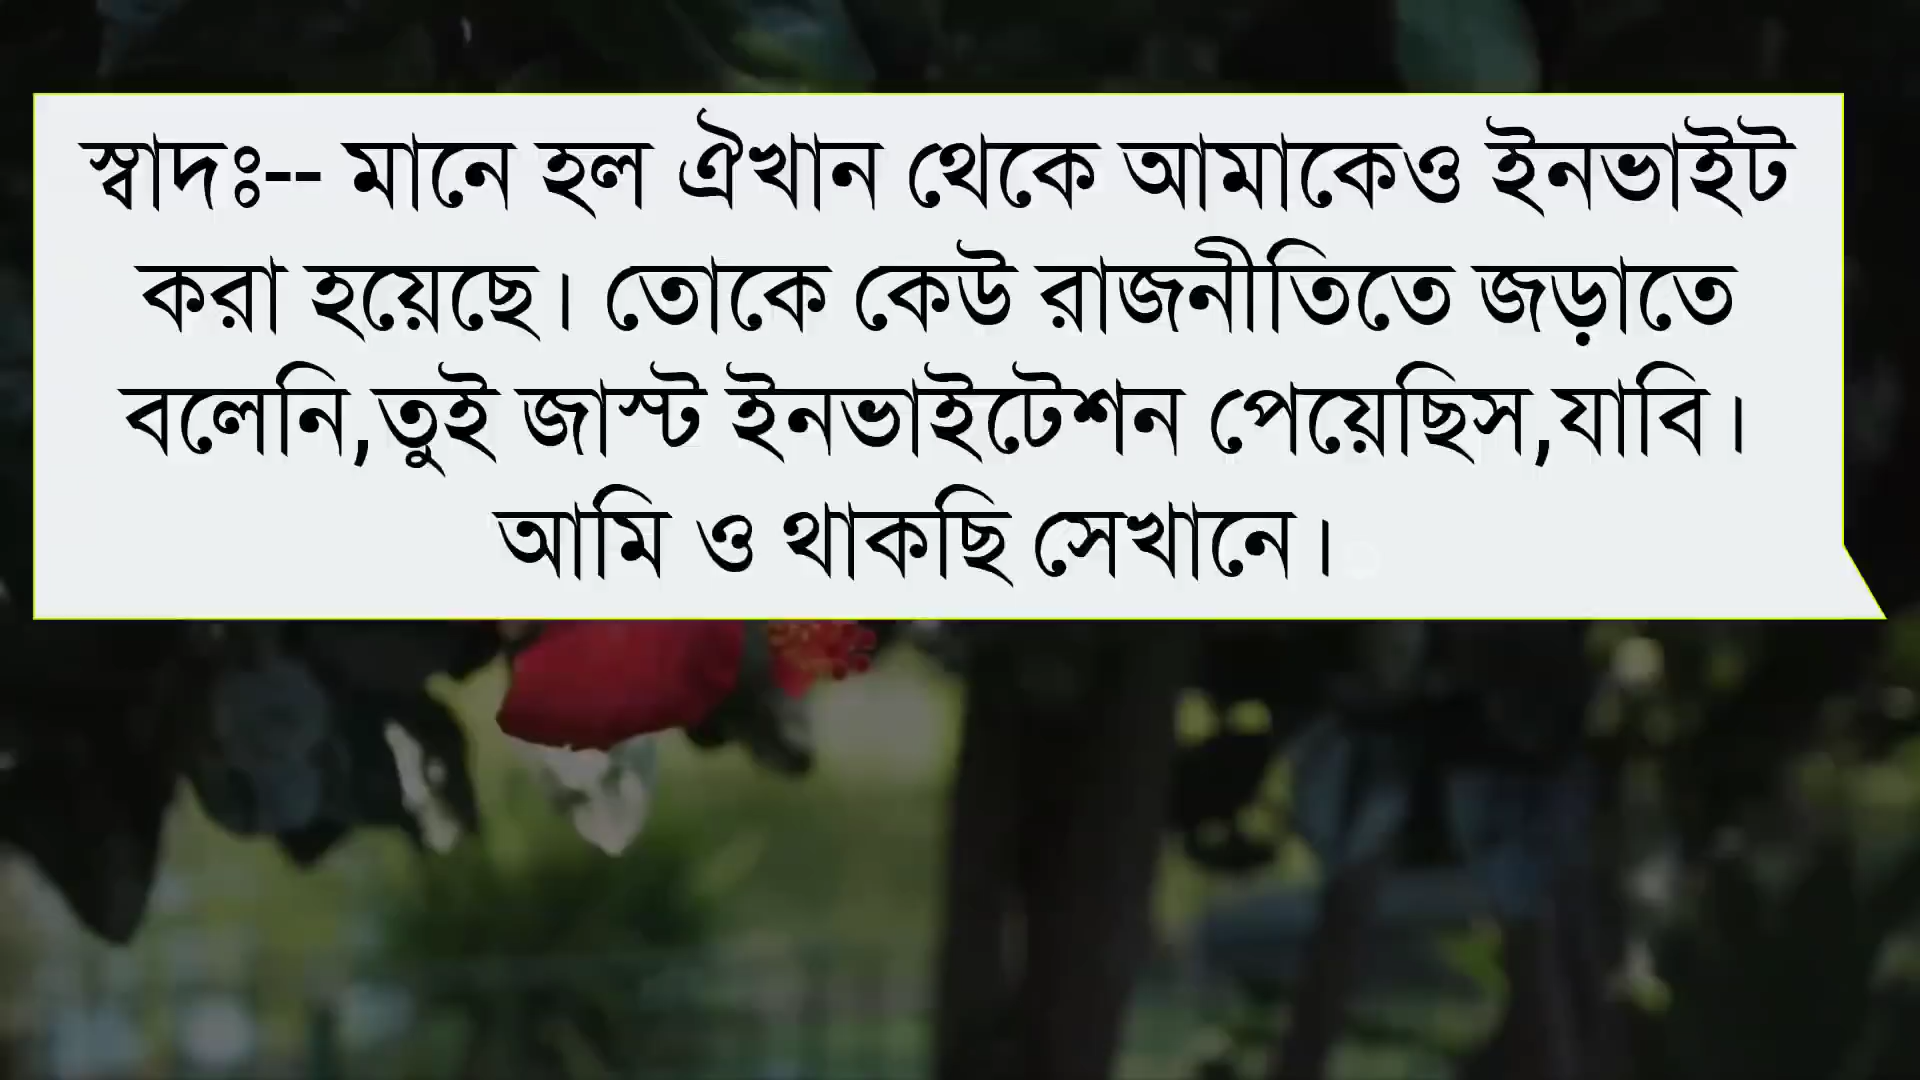 স্বাদঃ-- মানে হল ঐখান থেকে আমাকেও ইনভাইট
করা হয়েছে। তোকে কেউ রাজনীতিতে জড়াতে
বলেনি,তুই জাস্ট ইনভাইটেশন পেয়েছিস,যাবি।
আমি ও থাকছি সেখানে।